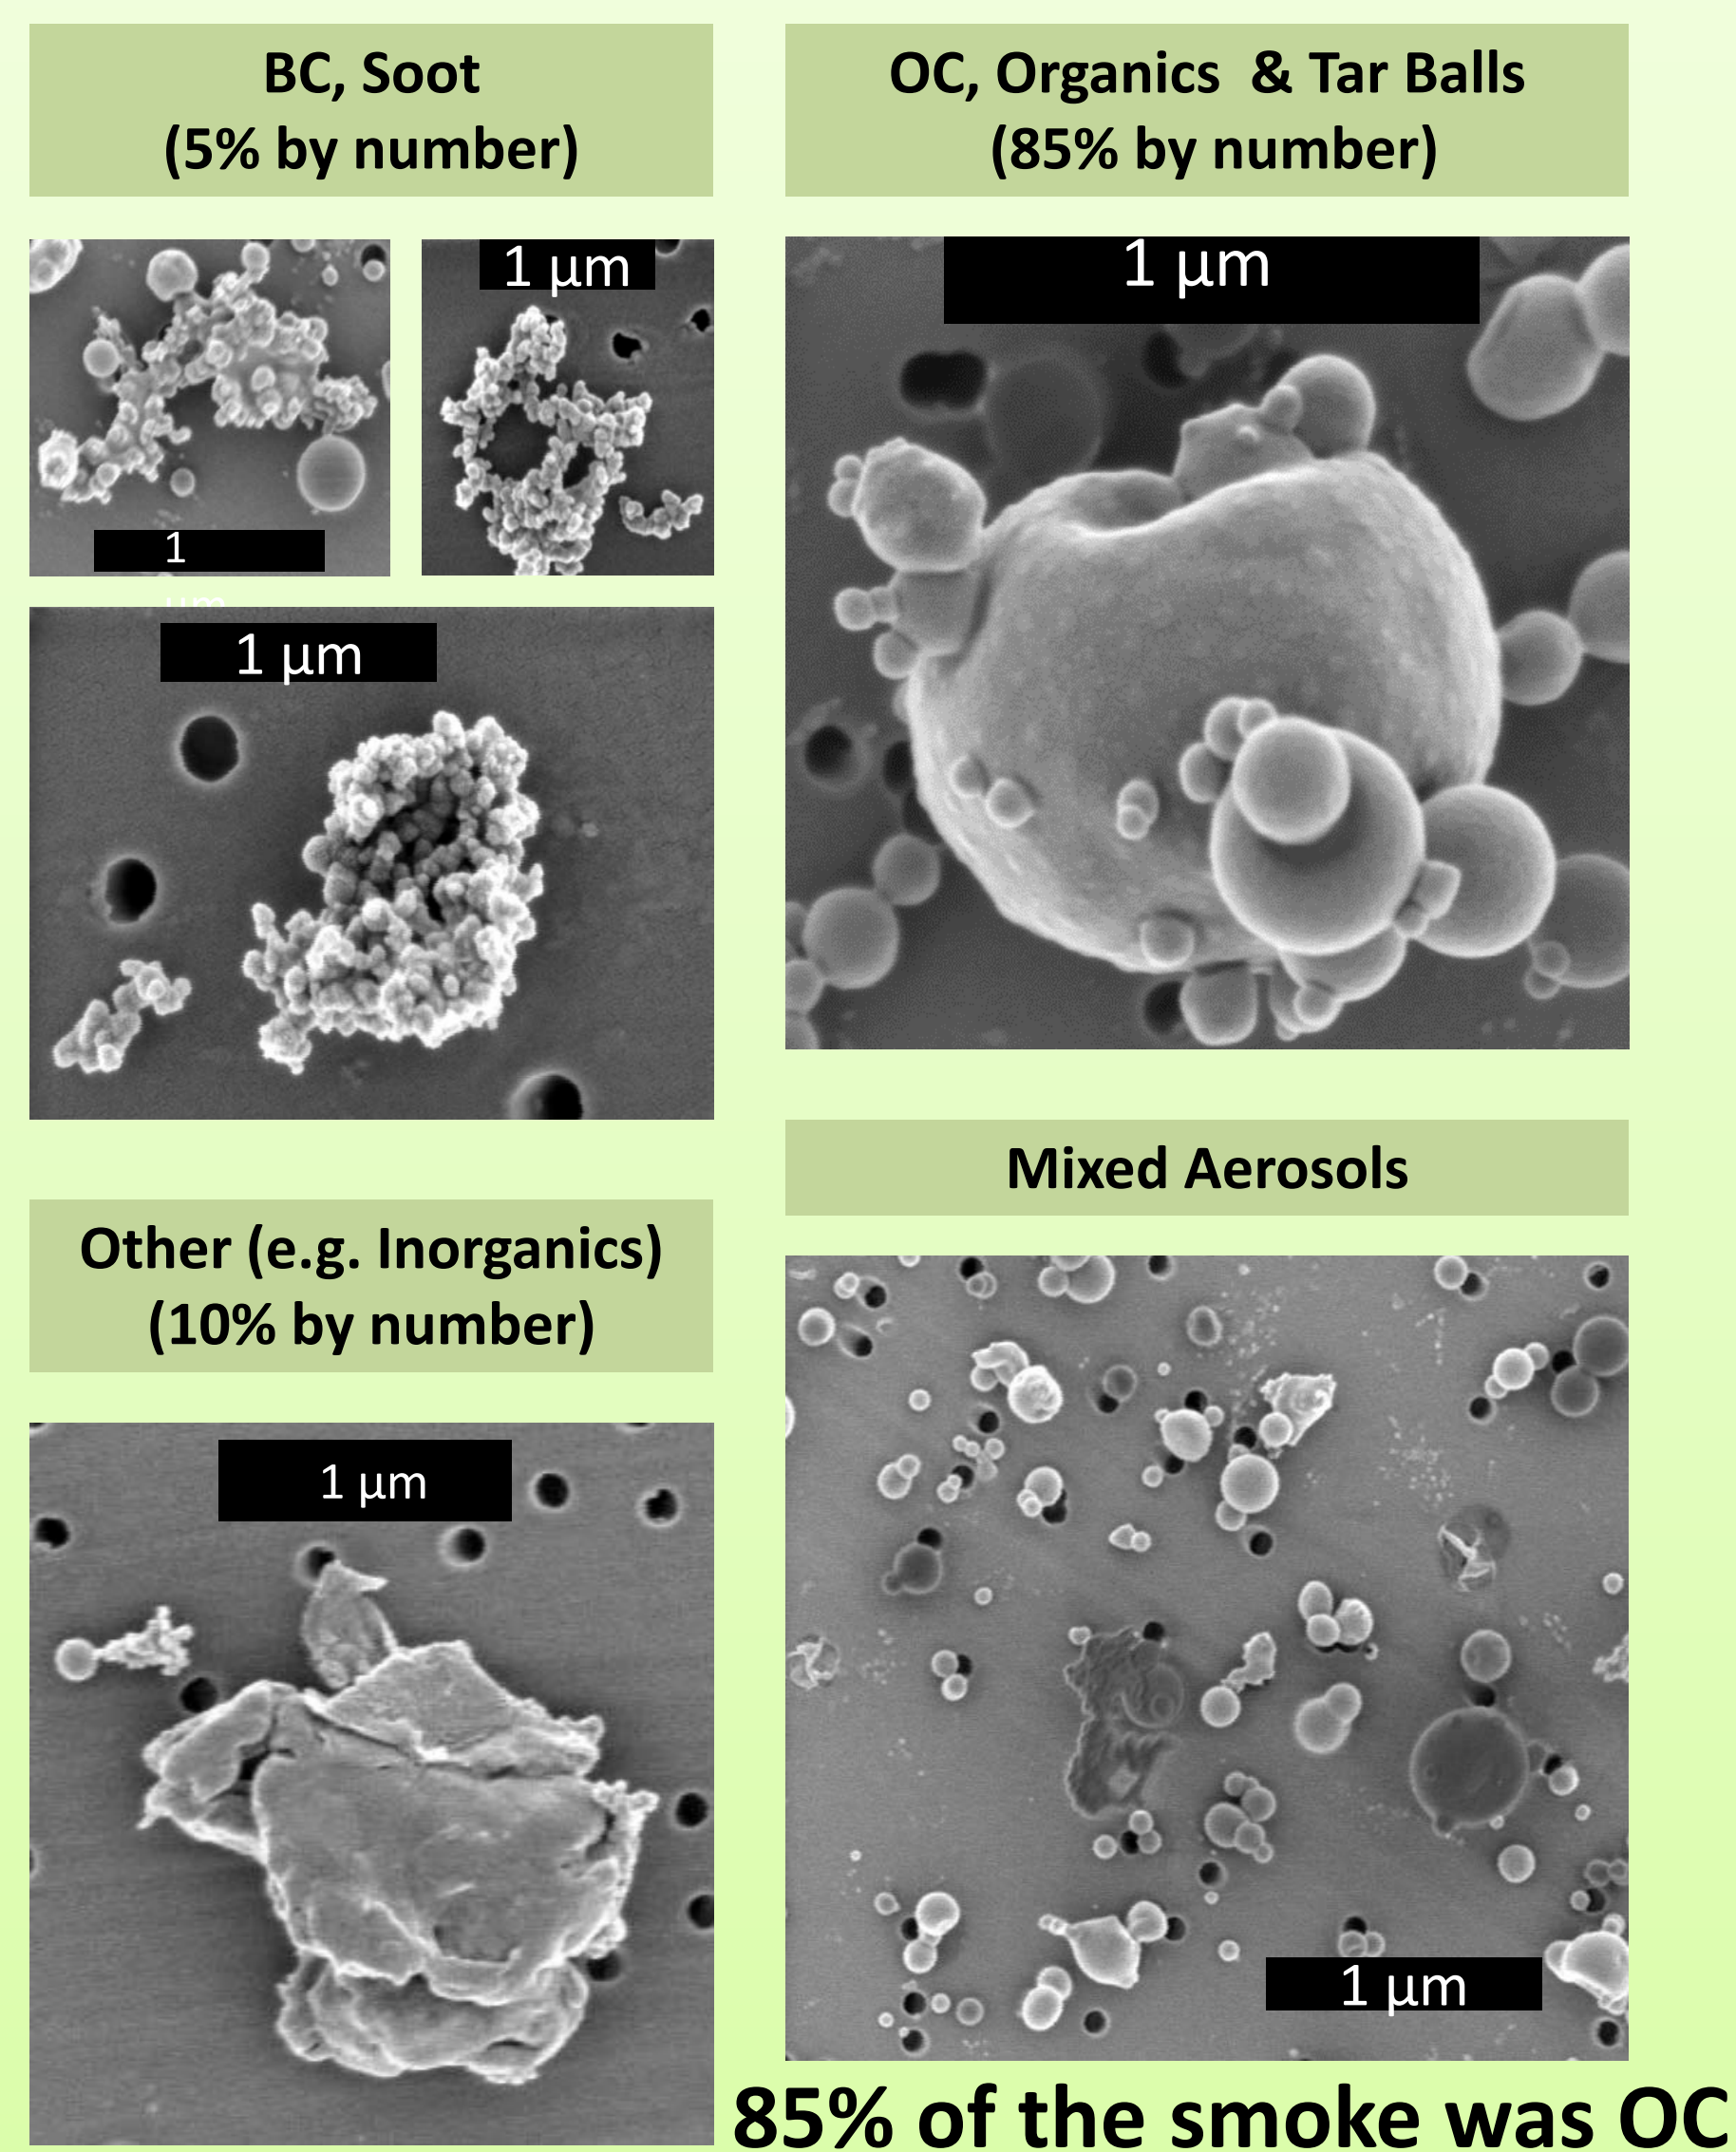 BC, Soot
(5% by number)
1
µm
1 µm
1 µm
Other (e.g. Inorganics)
(10% by number)
1 µm
OC, Organics & Tar Balls
(85% by number)
1 µm
Mixed Aerosols
1 µm
85% of the smoke was OC